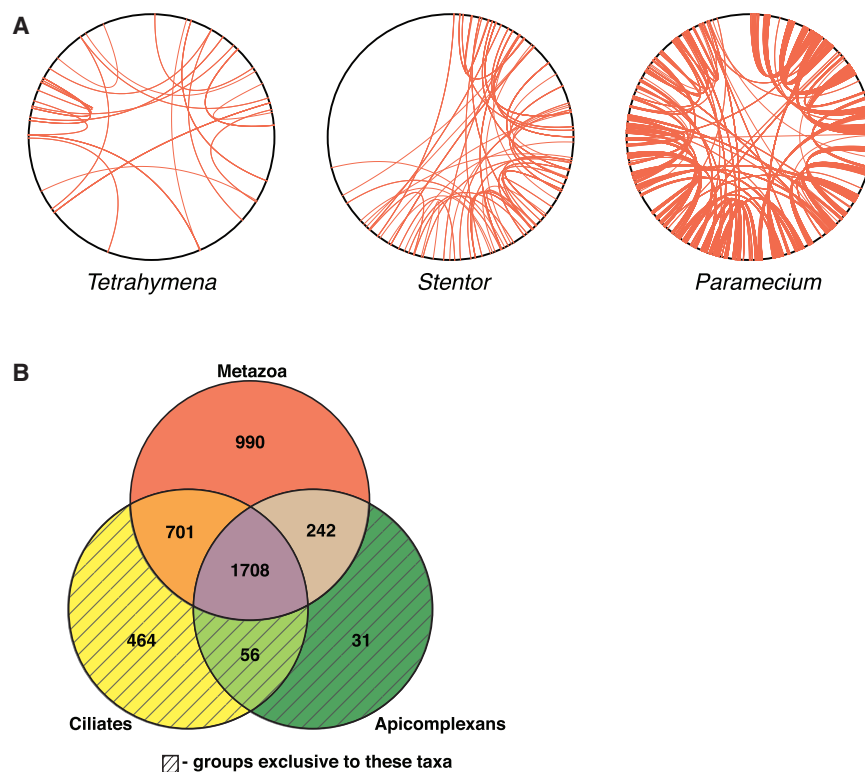 A
Tetrahymena
Stentor
Paramecium
B
Metazoa
990
701
242
1708
464
56
31
Ciliates
Apicomplexans
- groups exclusive to these taxa